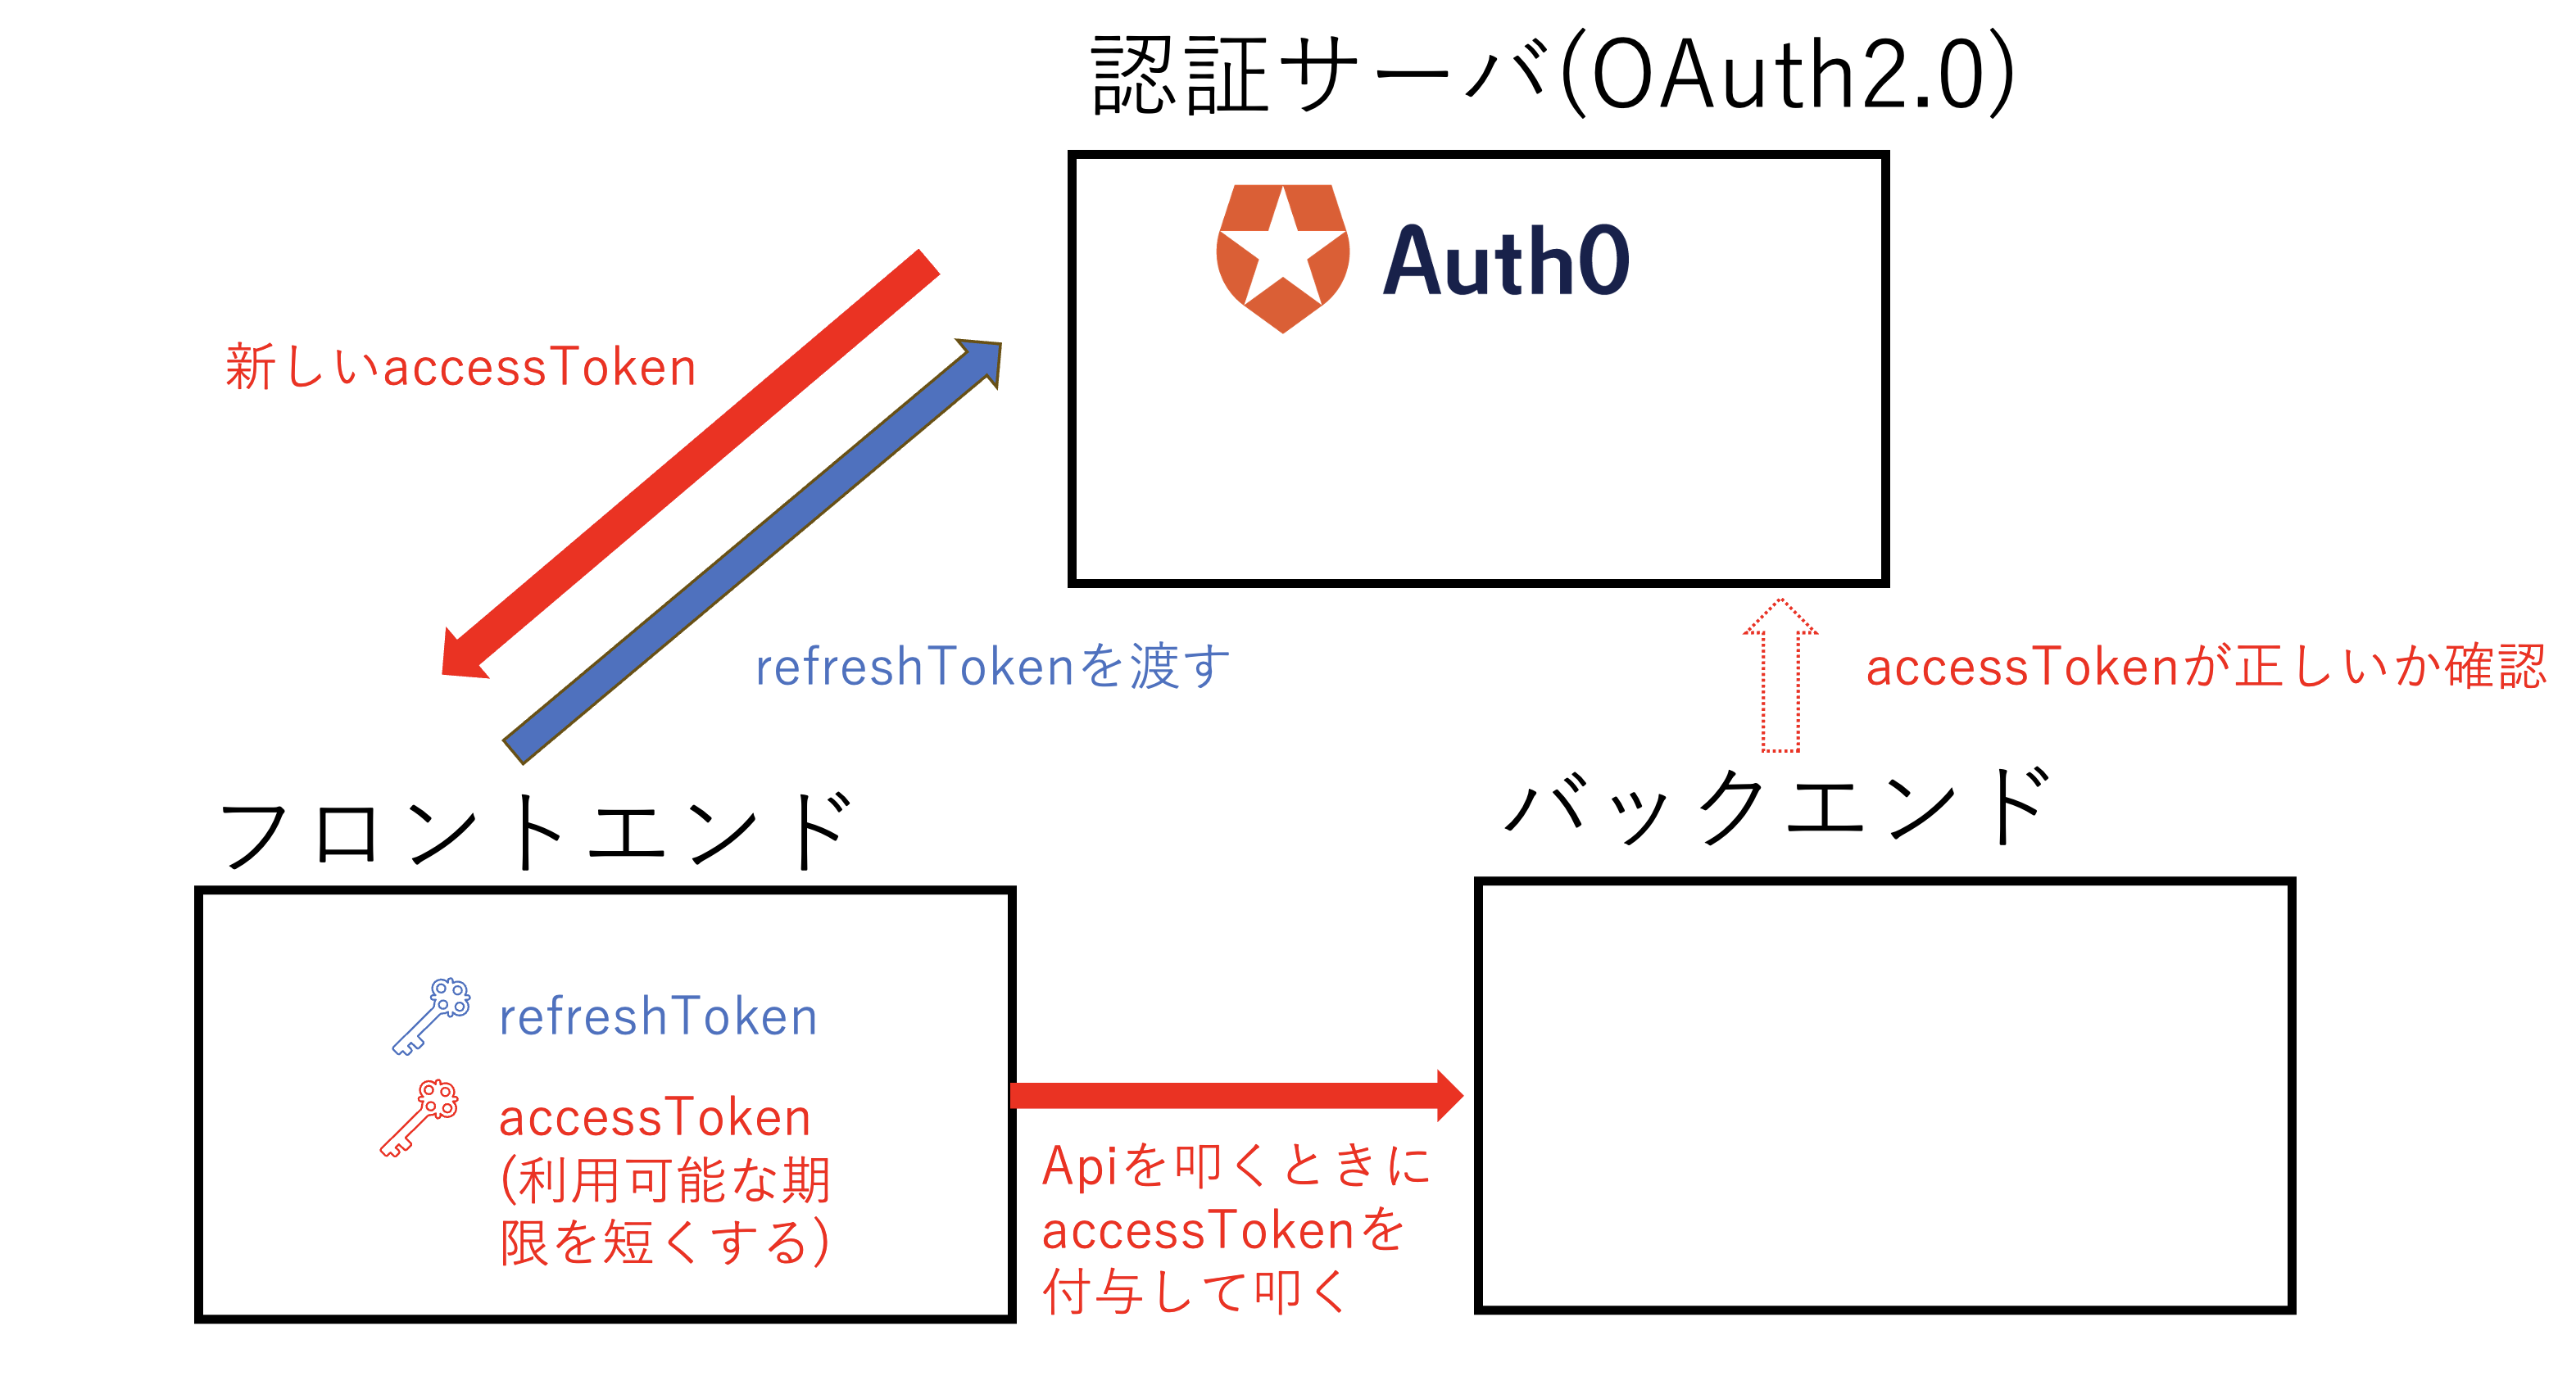 認証サーバ(OAuth2.0)
Auth0
新しいaccessToken
refreshTokenを渡す
accessTokenが正しいか確認
フロントエンド
バックエンド
refreshToken
accessToken
(利用可能な期
限を短くする)
Apiを叩くときに
accessTokenを
付与して叩く